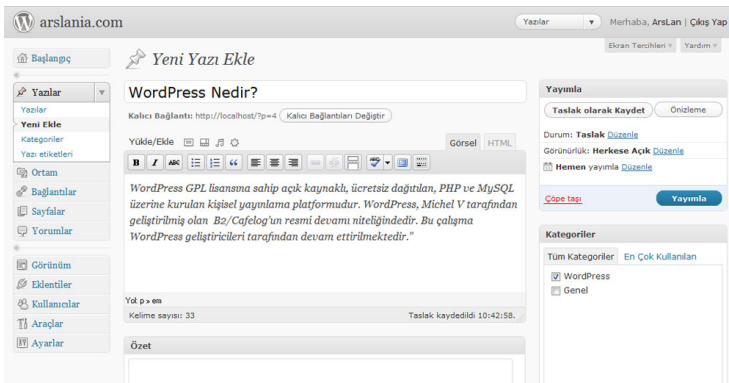 arslania.com
Yazılar
Merhaba, ArsLan | Çıkış Yap
Ekran Tercihleri
Yardım
Başlangıç
Yazılar
Yazılar
Yeni Ekle
Kategoriler
Yazı etiketleri
Ortam
Bağlantılar
Sayfalar
Yorumlar
Görünüm
Eklentiler
Kullanıcılar
Araçlar
Ayarlar
Yeni Yazı Ekle
WordPress Nedir?
Kalıcı Bağlantı: http://localhost/?p=4 Kalıcı Bağlantıları Değiştir
Yükle/Ekle
Görsel HTML
B I ABC
WordPress GPL lisansına sahip açık kaynaklı, ücretsiz dağıtılan, PHP ve MySQL
üzerine kurulan kişisel yayınlama platformudur. WordPress, Michel V tarafından
geliştirilmiş olan B2/Cafelog'un resmi devamı niteliğindedir. Bu çalışma
WordPress geliştiricileri tarafından devam ettirilmektedir."
Yol: p » em
Kelime sayısı: 33
Taslak kaydedildi 10:42:58.
Özet
Yayımla
Taslak olarak Kaydet
Önizleme
Durum: Taslak Düzenle
Görünürlük: Herkese Açık Düzenle
Hemen yayımla Düzenle
Çöpe taşı
Yayımla
Kategoriler
Tüm Kategoriler
En Çok Kullanılan
WordPress
Genel